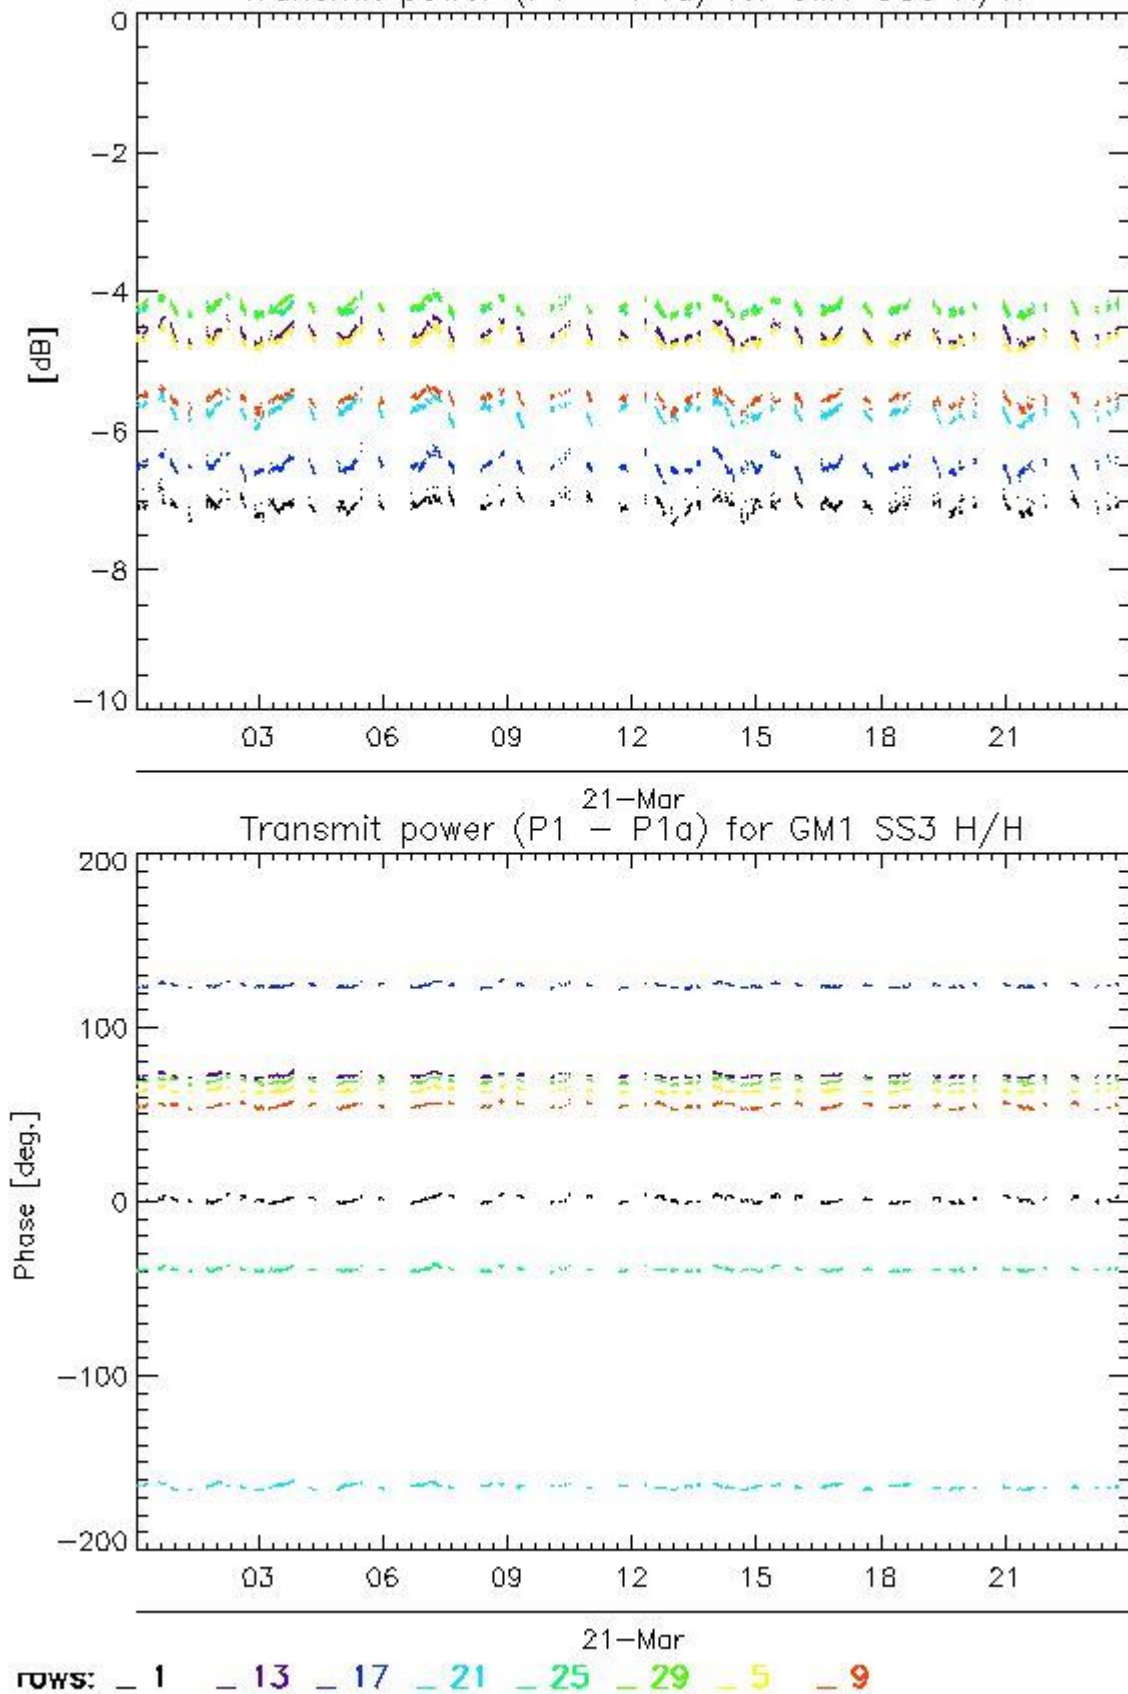 0
-2
-4
[dB]
-6
-8
-10
03 06 09 12 15 18 21
21-Mar
Transmit power (P1 - P1a) for GM1 SS3 H/H
200
100
0
Phase [deg.]
-100
-200
03 06 09 12 15 18 21
21-Mar
rows: _ 1 _ 13 _ 17 _ 21 _ 25 _ 29 _ 5 _ 9